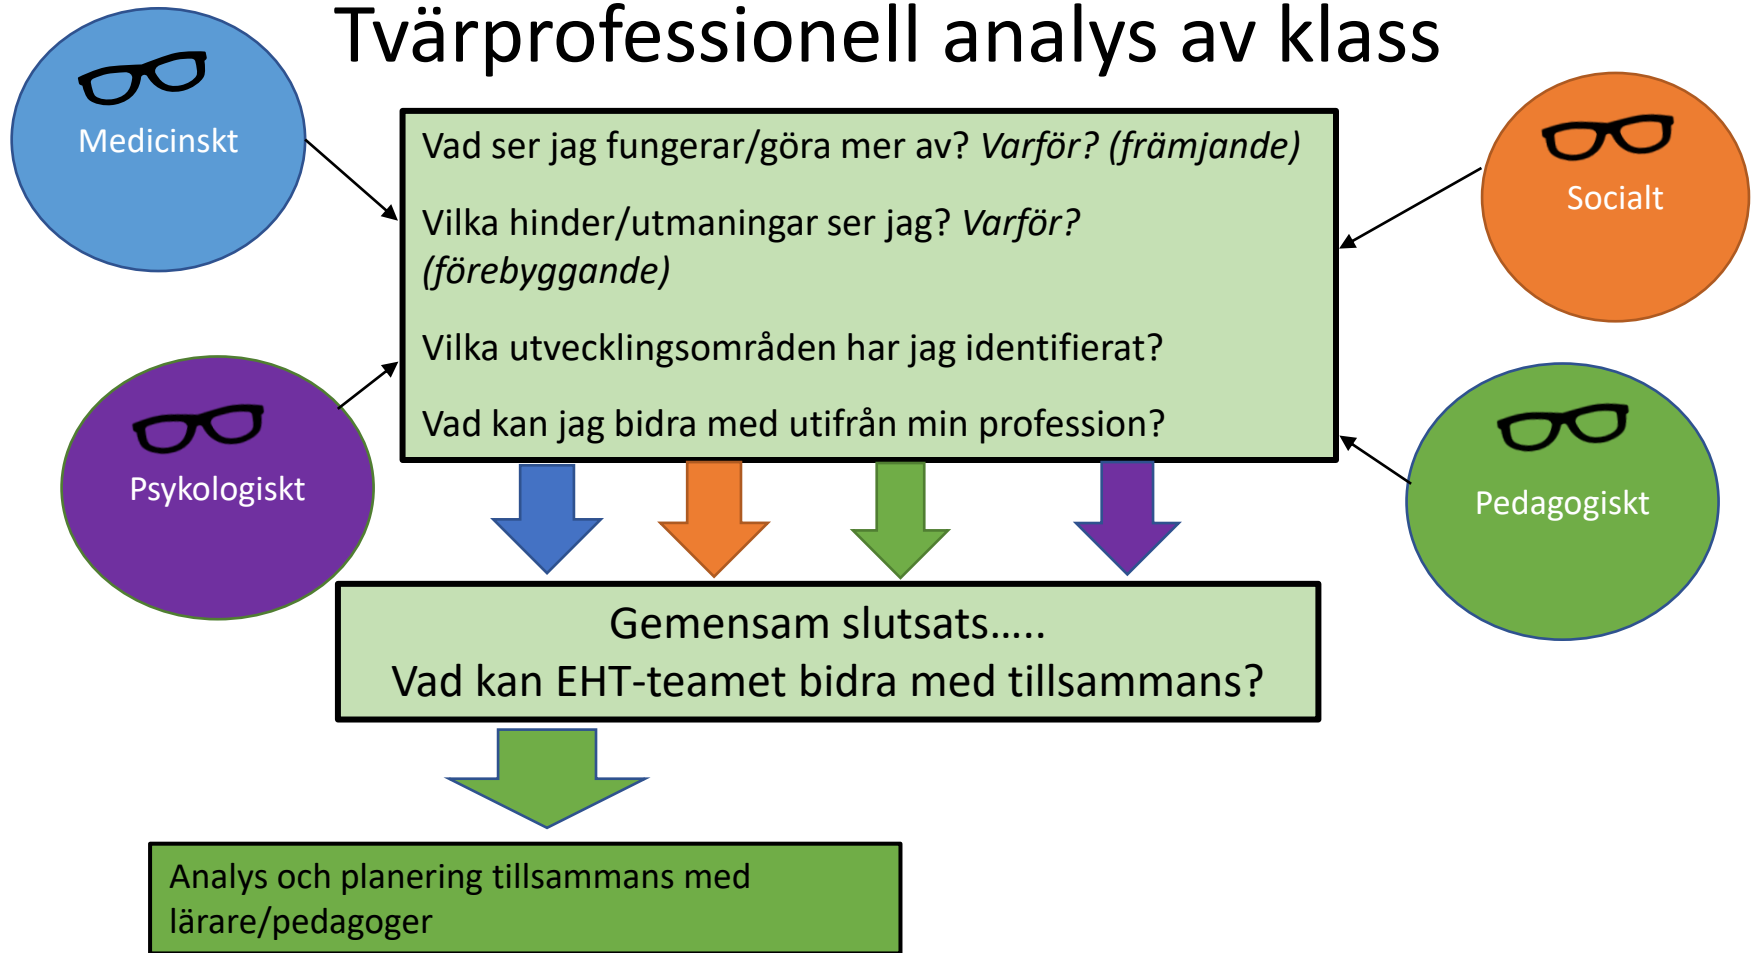 Tvärprofessionell analys av klass
Medicinskt
Socialt
Vad ser jag fungerar/göra mer av? Varför? (främjande)
Vilka hinder/utmaningar ser jag? Varför?
(förebyggande)
Vilka utvecklingsområden har jag identifierat?
Vad kan jag bidra med utifrån min profession?
Psykologiskt
Pedagogiskt
Gemensam slutsats.....
Vad kan EHT-teamet bidra med tillsammans?
Analys och planering tillsammans med
lärare/pedagoger